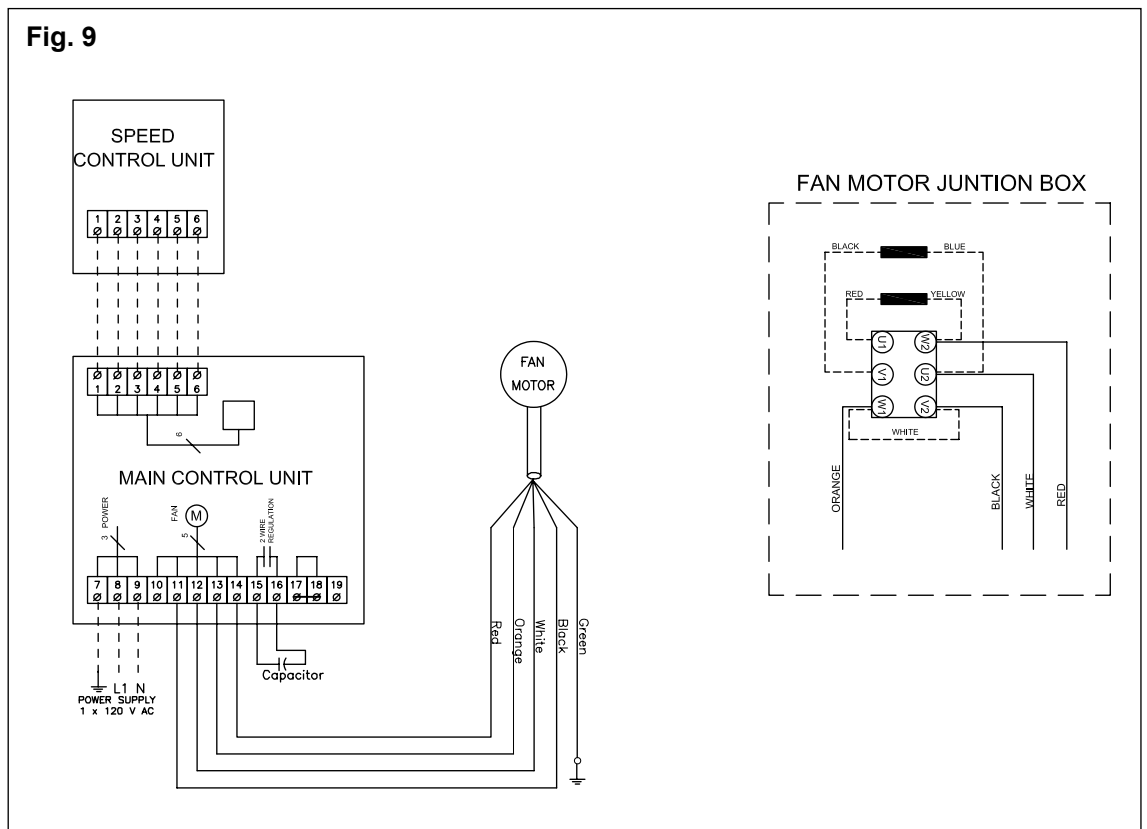 Fig. 9
SPEED
CONTROL UNIT
1 2 3 4 5 6
1 2 3 4 5 6
6
MAIN CONTROL UNIT
3 POWER
FAN
M
5
2 WIRE
REGULATION
7 8 9 10 11 12 13 14 15 16 17 18 19
L1 N
POWER SUPPLY
1 x 120 V AC
Capacitor
FAN
MOTOR
Red
Orange
White
Black
Green
FAN MOTOR JUNTION BOX
BLACK BLUE
RED YELLOW
U1 W2
V1 U2
W1 V2
WHITE
ORANGE
BLACK
WHITE
RED